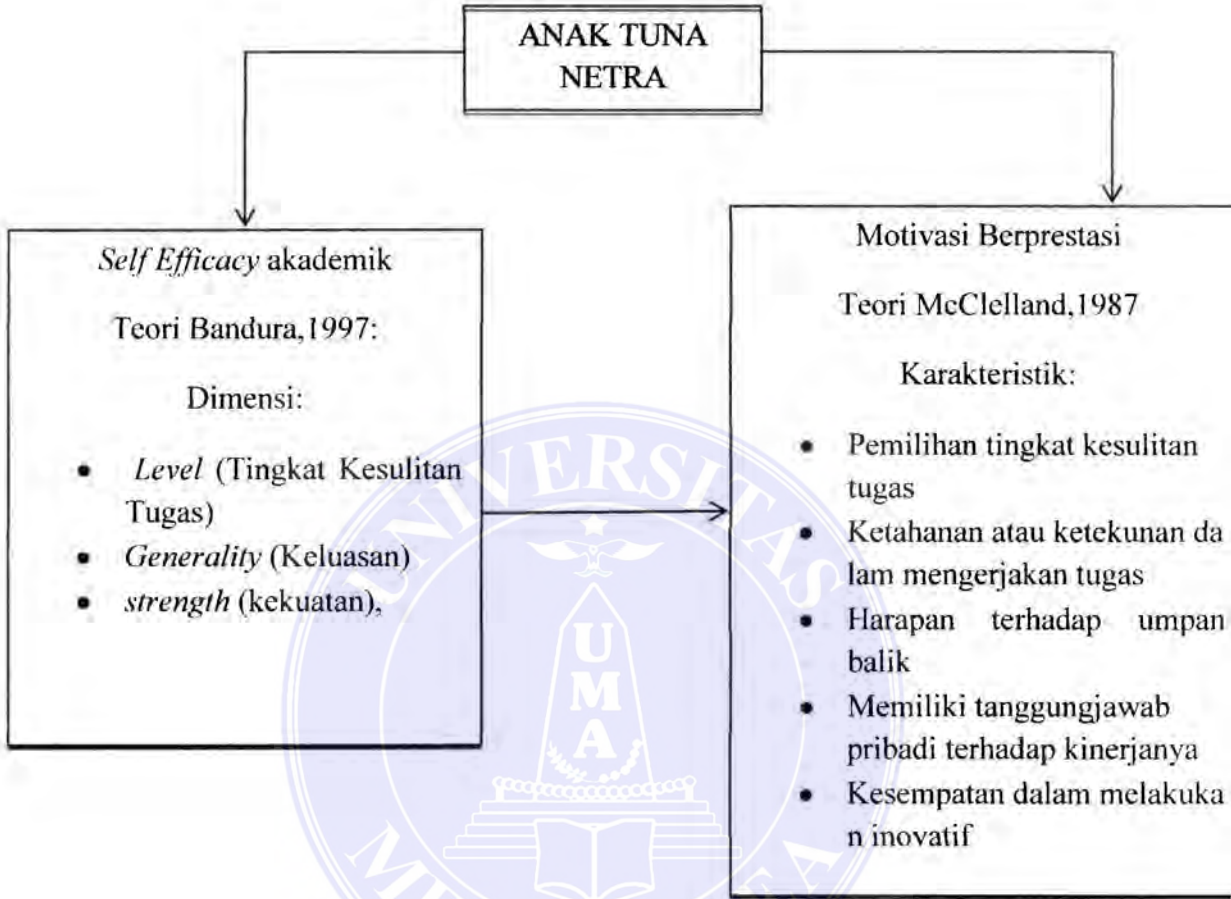 ANAK TUNA
NETRA
Self Efficacy akademik
Teori Bandura,1997:
Dimensi:
• Level (Tingkat Kesulitan
Tugas)
• Generality (Keluasan)
• strength (kekuatan),
Motivasi Berprestasi
Teori McClelland,1987
Karakteristik:
• Pemilihan tingkat kesulitan
tugas
• Ketahanan atau ketekunan da
lam mengerjakan tugas
• Harapan terhadap umpan
balik
• Memiliki tanggungjawab
pribadi terhadap kinerjanya
• Kesempatan dalam melakuka
n inovatif
UNIVERSITAS
UMA